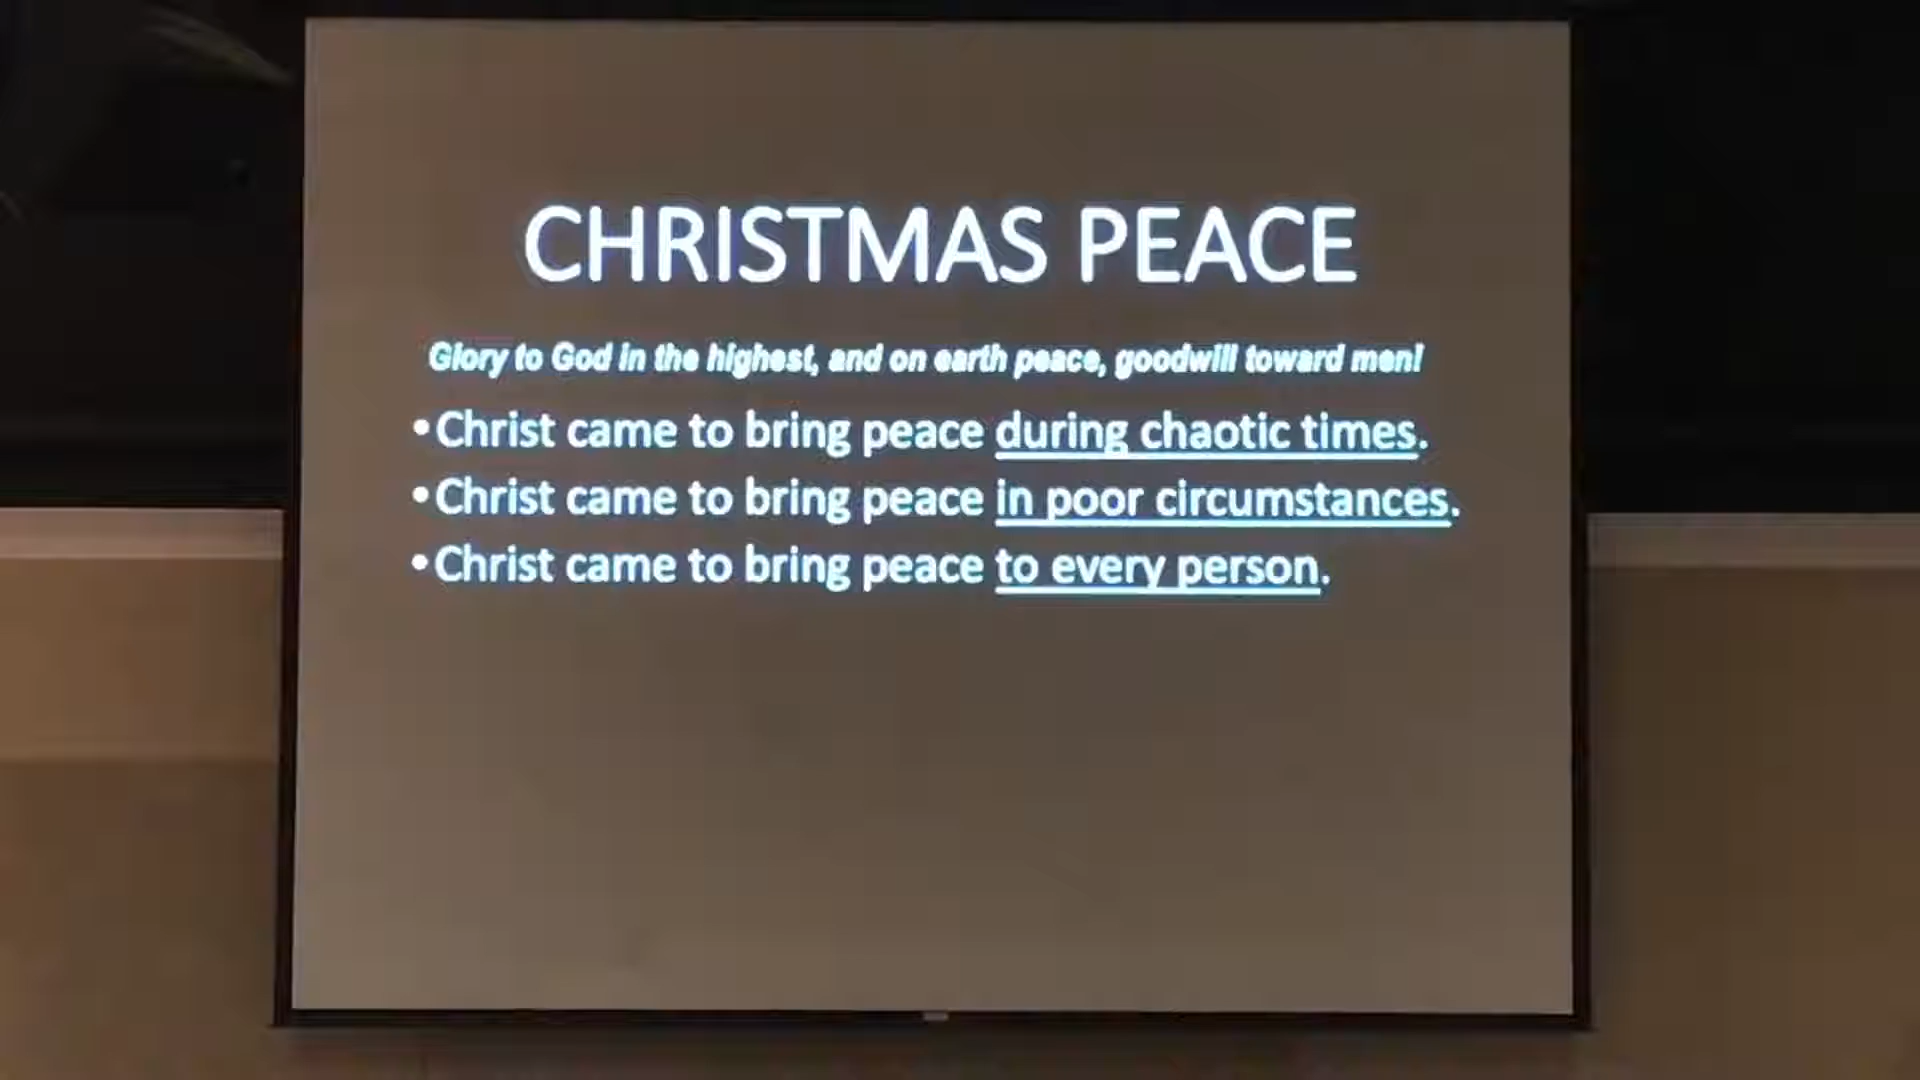 CHRISTMAS PEACE
Glory to God in the highest, and on earth peace, goodwill toward men!
•Christ came to bring peace during chaotic times.
•Christ came to bring peace in poor circumstances.
•Christ came to bring peace to every person.